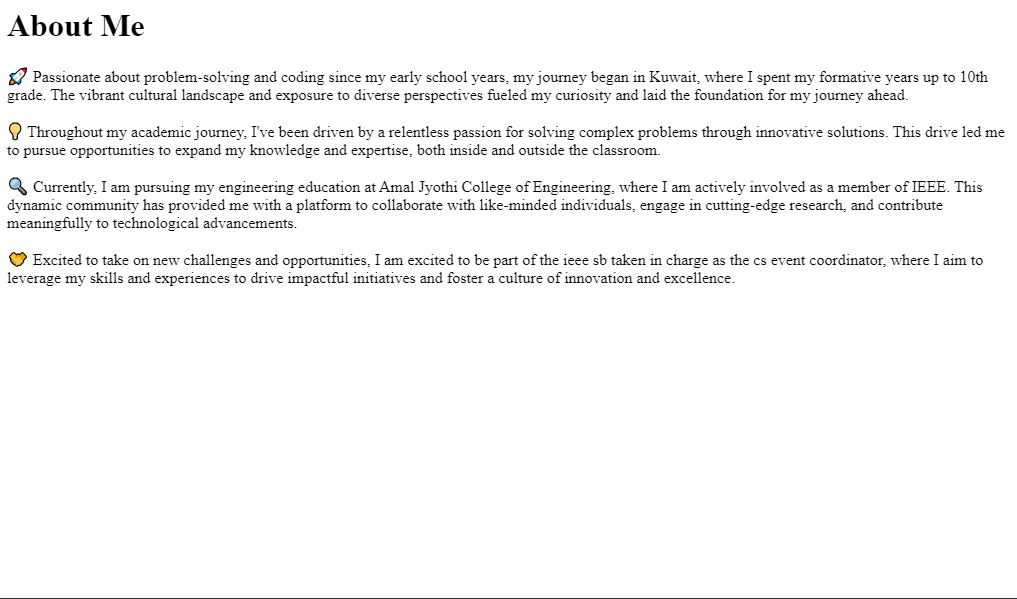 About Me
🚀 Passionate about problem-solving and coding since my early school years, my journey began in Kuwait, where I spent my formative years up to 10th
grade. The vibrant cultural landscape and exposure to diverse perspectives fueled my curiosity and laid the foundation for my journey ahead.
💡 Throughout my academic journey, I've been driven by a relentless passion for solving complex problems through innovative solutions. This drive led me
to pursue opportunities to expand my knowledge and expertise, both inside and outside the classroom.
🔍 Currently, I am pursuing my engineering education at Amal Jyothi College of Engineering, where I am actively involved as a member of IEEE. This
dynamic community has provided me with a platform to collaborate with like-minded individuals, engage in cutting-edge research, and contribute
meaningfully to technological advancements.
🤝 Excited to take on new challenges and opportunities, I am excited to be part of the ieee sb taken in charge as the cs event coordinator, where I aim to
leverage my skills and experiences to drive impactful initiatives and foster a culture of innovation and excellence.